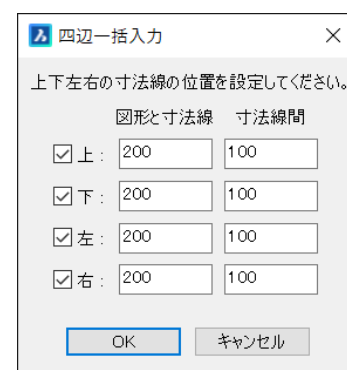 四辺一括入力
上下左右の寸法線の位置を設定してください。
図形と寸法線 寸法線間
上: 200 100
下: 200 100
左: 200 100
右: 200 100
OK キャンセル